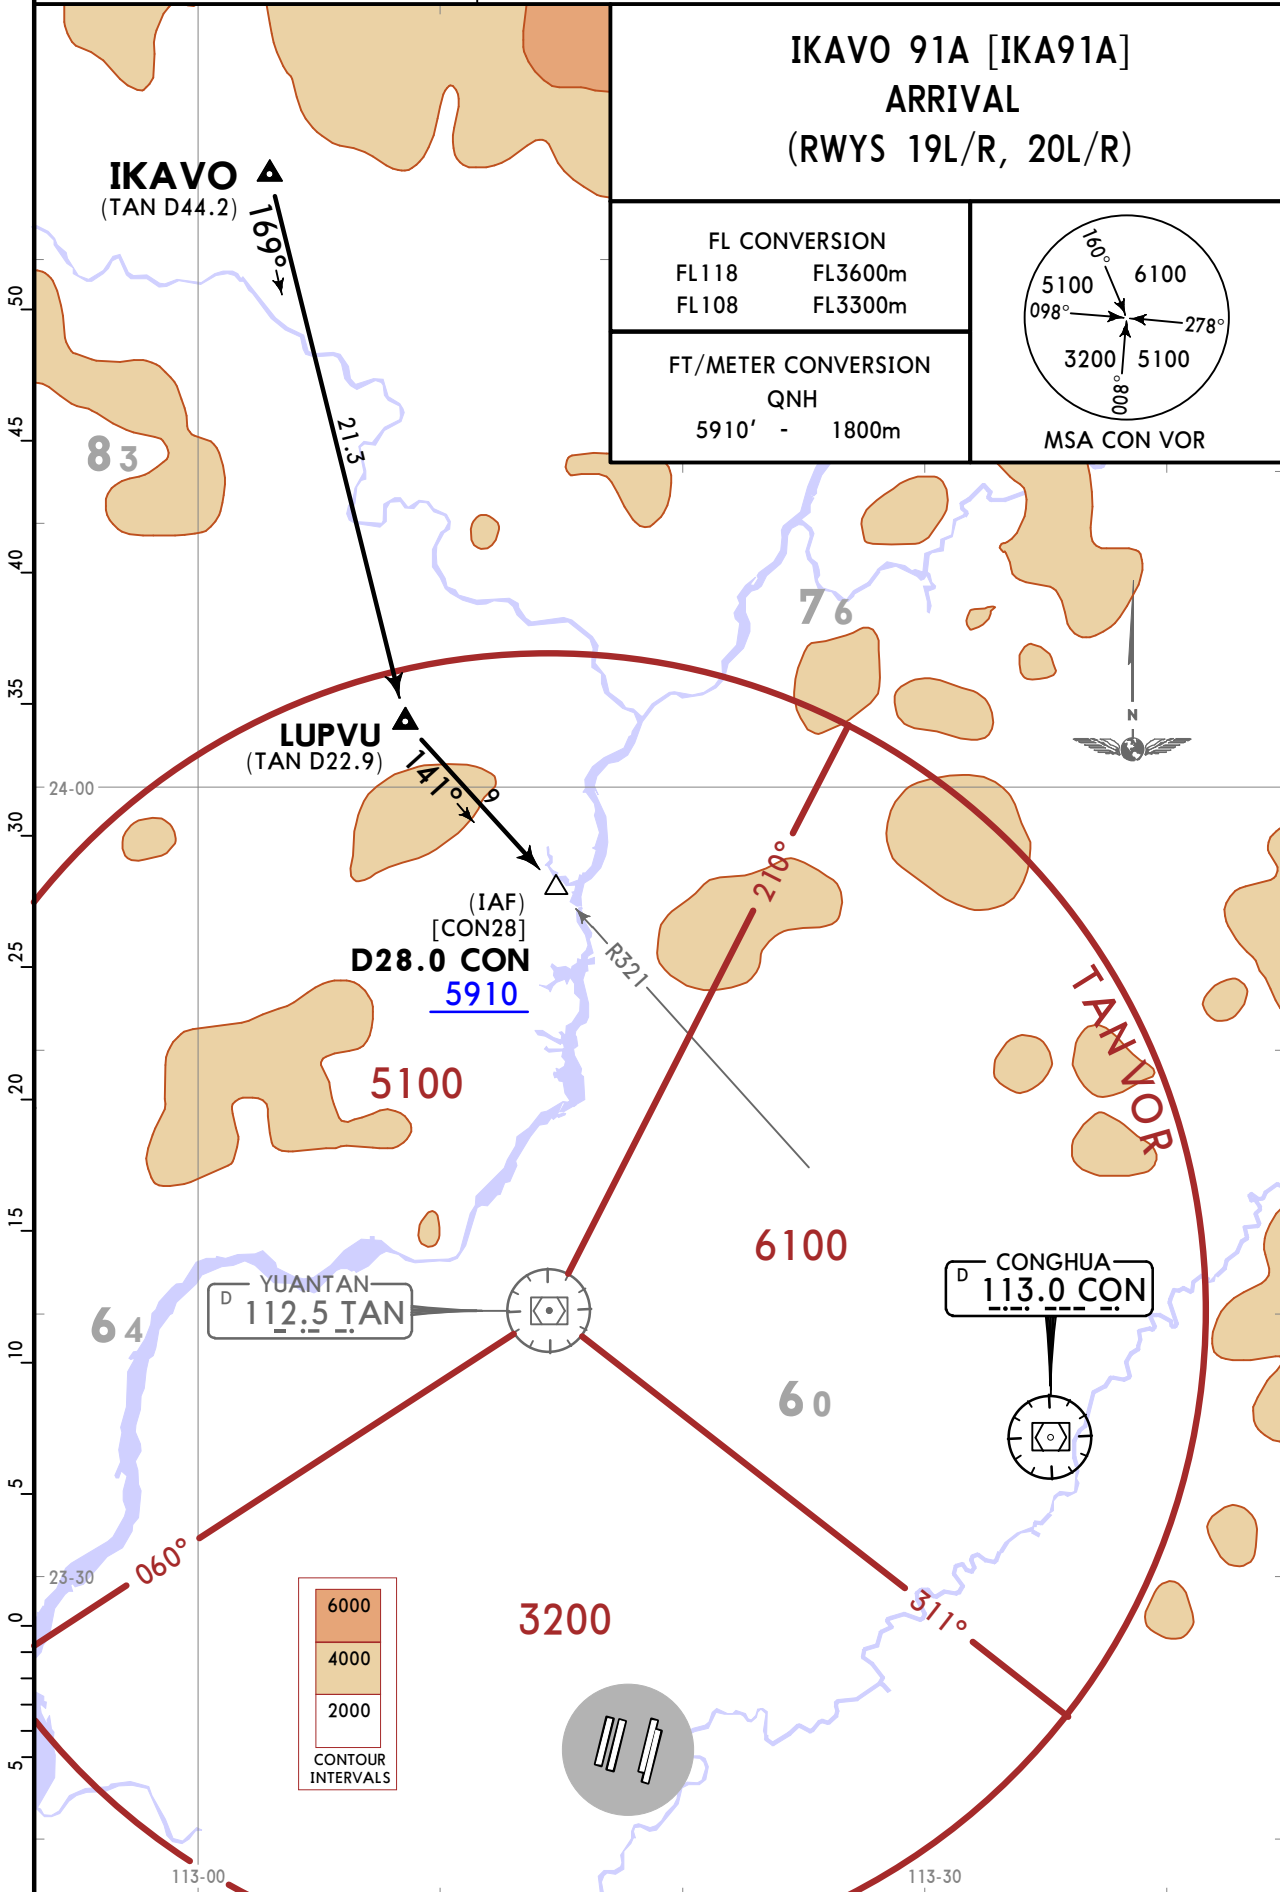 IKAVO 91A [IKA91A]
ARRIVAL
(RWYS 19L/R, 20L/R)
FL CONVERSION
FL118 FL3600m
FL108 FL3300m
FT/METER CONVERSION
QNH
5910' - 1800m
160°
5100 6100
098° 278°
3200 5100
008°
MSA CON VOR
IKAVO
(TAN D44.2)
169°
21.3
83
76
N
LUPVU
(TAN D22.9)
141°
9
24-00
(IAF)
[CON28]
D28.0 CON
5910
R321
210°
TAN VOR
5100
6100
YUANTAN
D 112.5 TAN
CONGHUA
D 113.0 CON
64
60
060°
311°
23-30
3200
6000
4000
2000
CONTOUR
INTERVALS
113-00
113-30
50
45
40
35
30
25
20
15
10
5
0
5